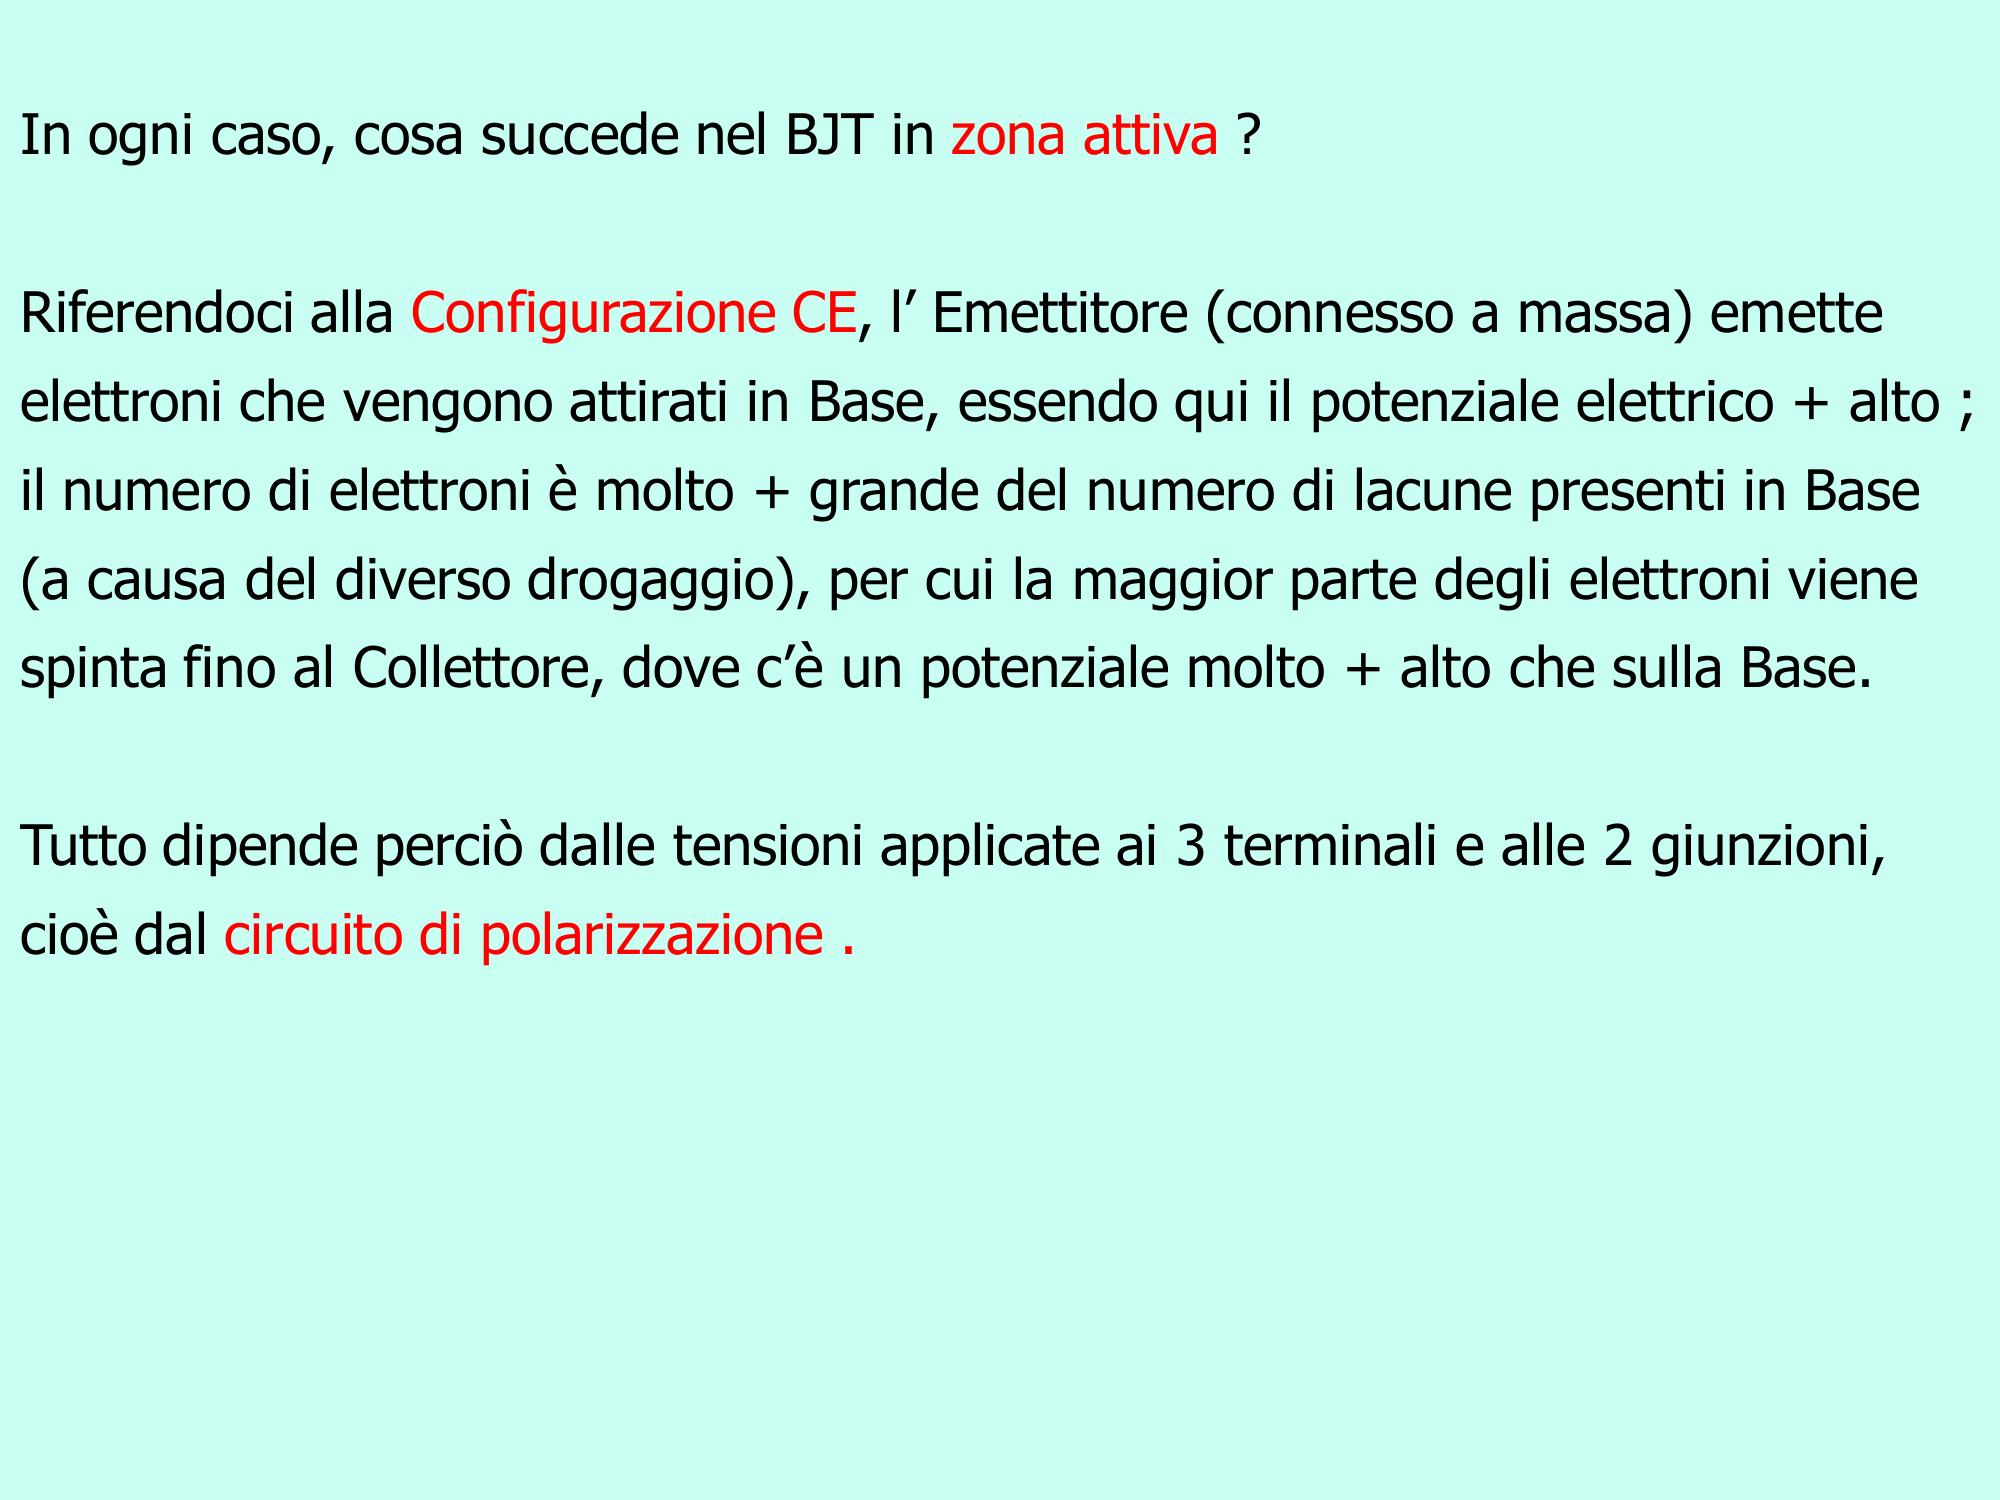 In ogni caso, cosa succede nel BJT in zona attiva ?
Riferendoci alla Configurazione CE, l’ Emettitore (connesso a massa) emette
elettroni che vengono attirati in Base, essendo qui il potenziale elettrico + alto ;
il numero di elettroni è molto + grande del numero di lacune presenti in Base
(a causa del diverso drogaggio), per cui la maggior parte degli elettroni viene
spinta fino al Collettore, dove c’è un potenziale molto + alto che sulla Base.
Tutto dipende perciò dalle tensioni applicate ai 3 terminali e alle 2 giunzioni,
cioè dal circuito di polarizzazione .